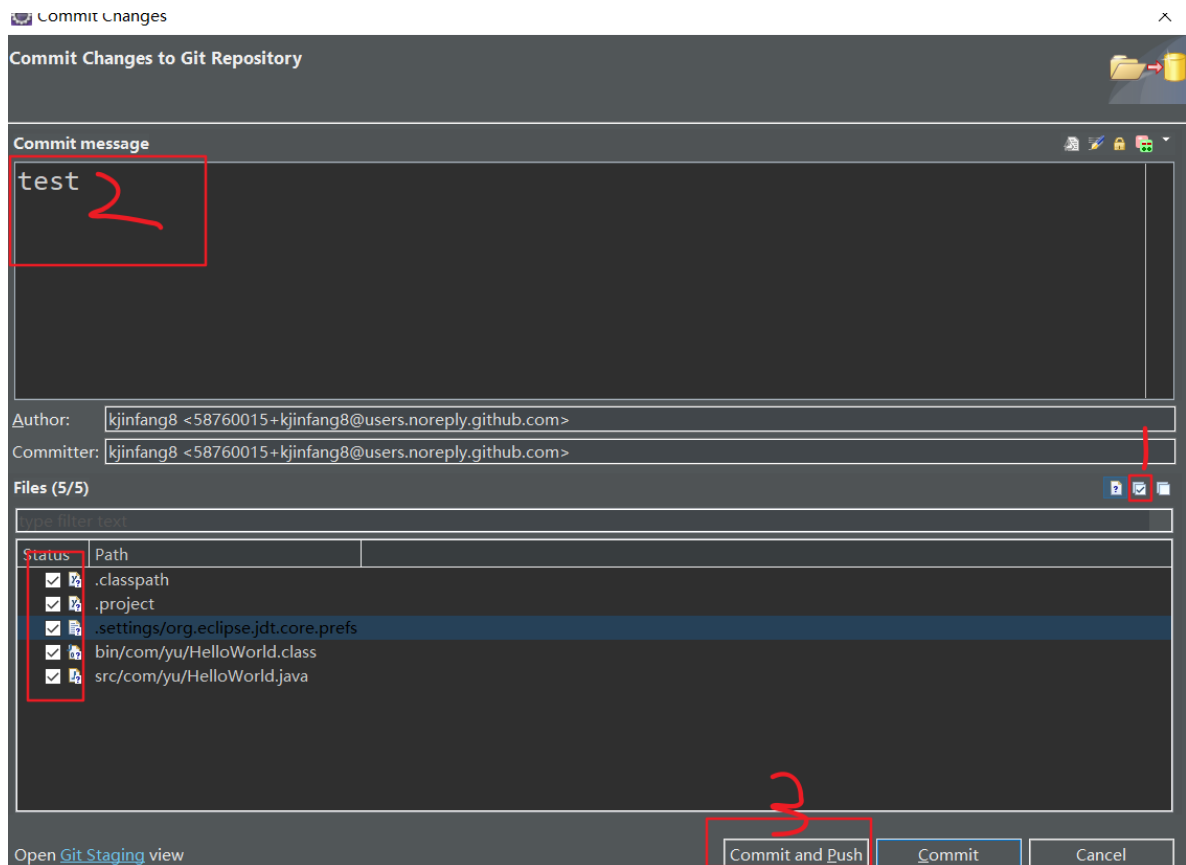 Commit Changes
Commit Changes to Git Repository
Commit message
test
2
Author: kjinfang8 <58760015+kjinfang8@users.noreply.github.com>
Committer: kjinfang8 <58760015+kjinfang8@users.noreply.github.com>
1
Files (5/5)
type filter text
Status Path
.classpath
.project
.settings/org.eclipse.jdt.core.prefs
bin/com/yu/HelloWorld.class
src/com/yu/HelloWorld.java
3
Open Git Staging view Commit and Push Commit Cancel